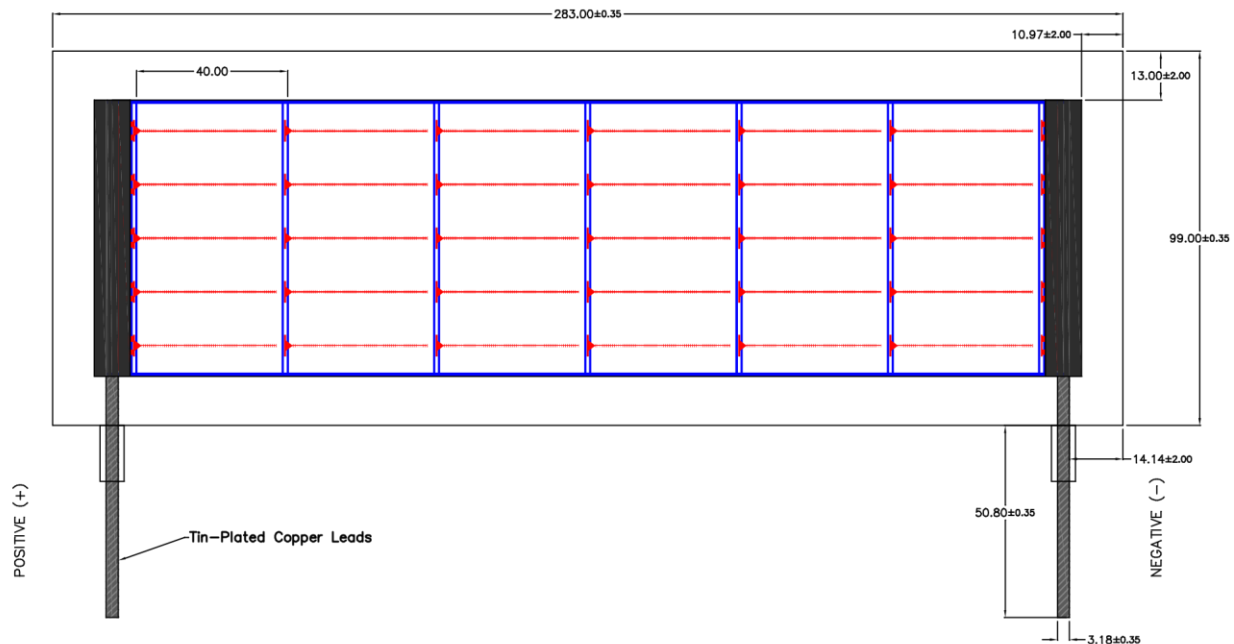 283.00±0.35
10.97±2.00
40.00
13.00±2.00
99.00±0.35
14.14±2.00
50.80±0.35
POSITIVE (+)
NEGATIVE (-)
Tin-Plated Copper Leads
3.18±0.35